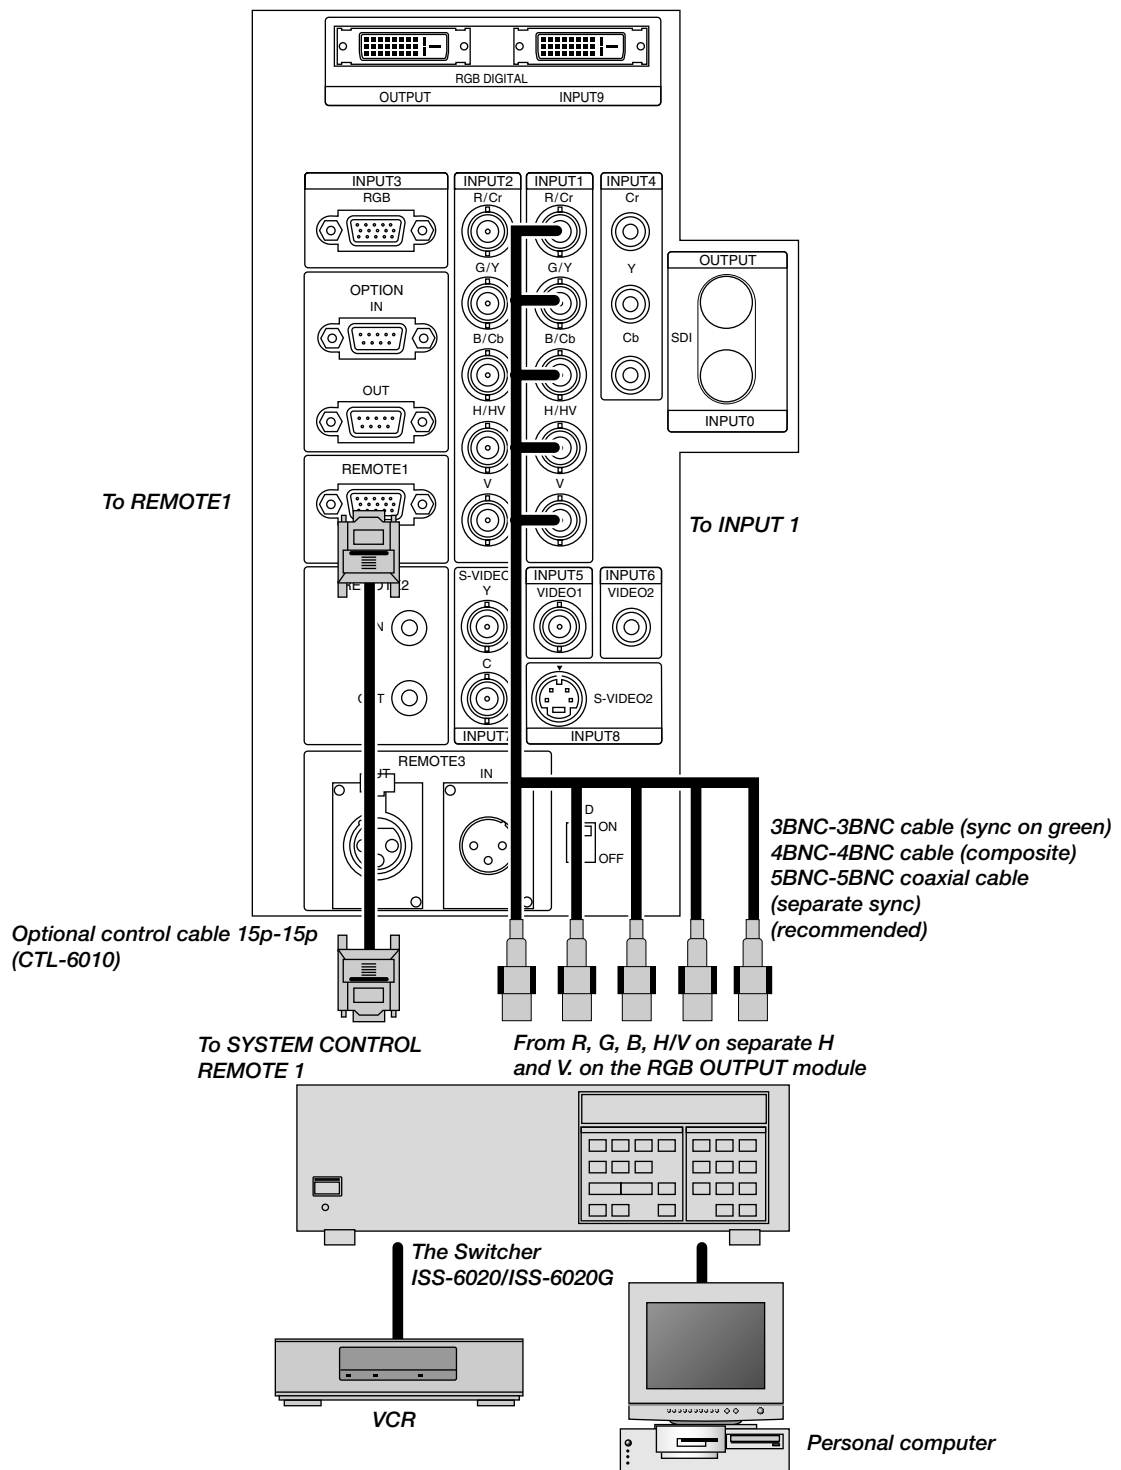 RGB DIGITAL
OUTPUT INPUT9
INPUT3 INPUT2 INPUT1 INPUT4
RGB R/Cr R/Cr Cr
OUTPUT
G/Y G/Y Y
OPTION
IN
SDI
B/Cb B/Cb Cb
OUT
H/HV H/HV
INPUT0
REMOTE1
V V
To REMOTE1
To INPUT 1
S-VIDEO INPUT5 INPUT6
Y VIDEO1 VIDEO2
C
S-VIDEO2
INPUT7 INPUT8
REMOTE3
IN
ON
OFF
3BNC-3BNC cable (sync on green)
4BNC-4BNC cable (composite)
5BNC-5BNC coaxial cable
(separate sync)
(recommended)
Optional control cable 15p-15p
(CTL-6010)
To SYSTEM CONTROL
REMOTE 1
From R, G, B, H/V on separate H
and V. on the RGB OUTPUT module
The Switcher
ISS-6020/ISS-6020G
VCR
Personal computer